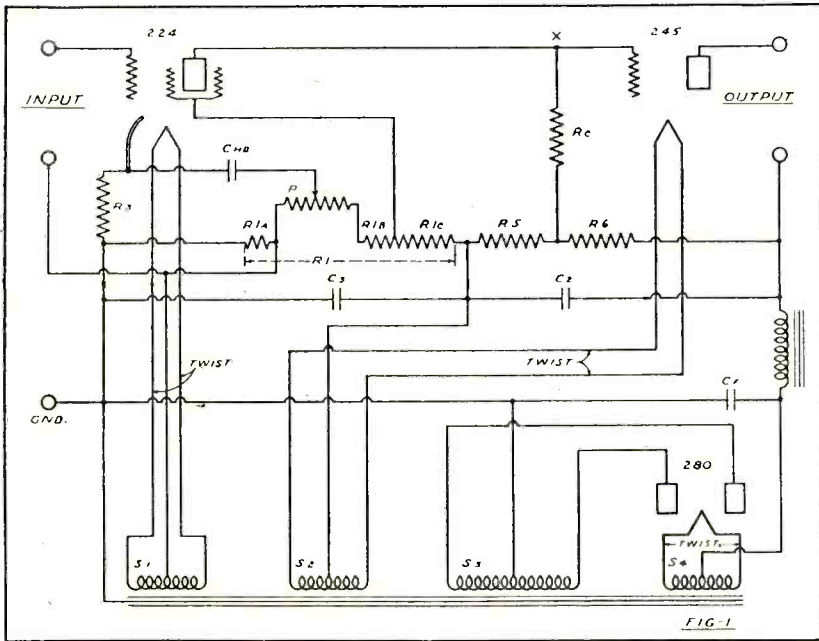 224
X
245
INPUT
OUTPUT
CHB
P
RC
R3
R1A
R1B
R1C
R5
R6
R1
C3
C2
TWIST
TWIST
GND.
CX
280
TWIST
S1
S2
S3
S4
FIG-1